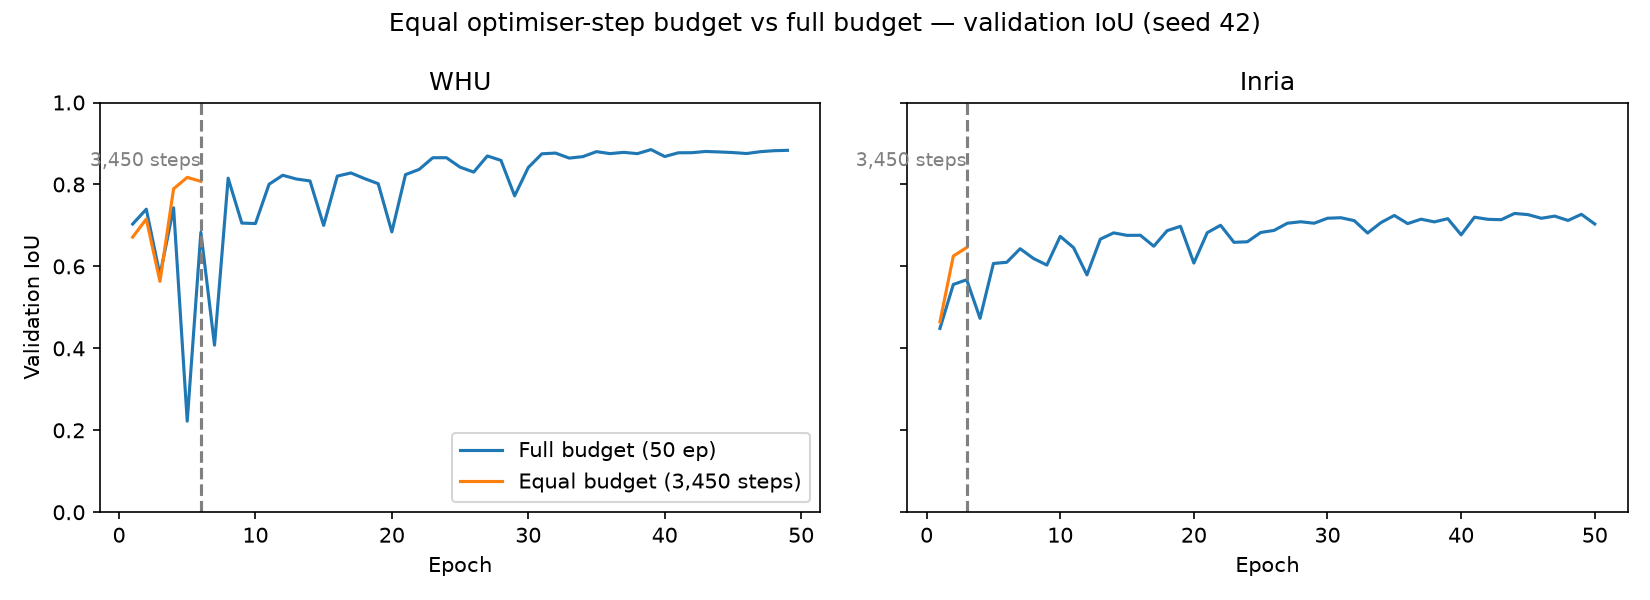 Equal optimiser-step budget vs full budget — validation IoU (seed 42)
WHU
Validation IoU
1.0
0.8
0.6
0.4
0.2
0.0
3,450 steps
Full budget (50 ep)
Equal budget (3,450 steps)
0 10 20 30 40 50
Epoch
Inria
3,450 steps
0 10 20 30 40 50
Epoch